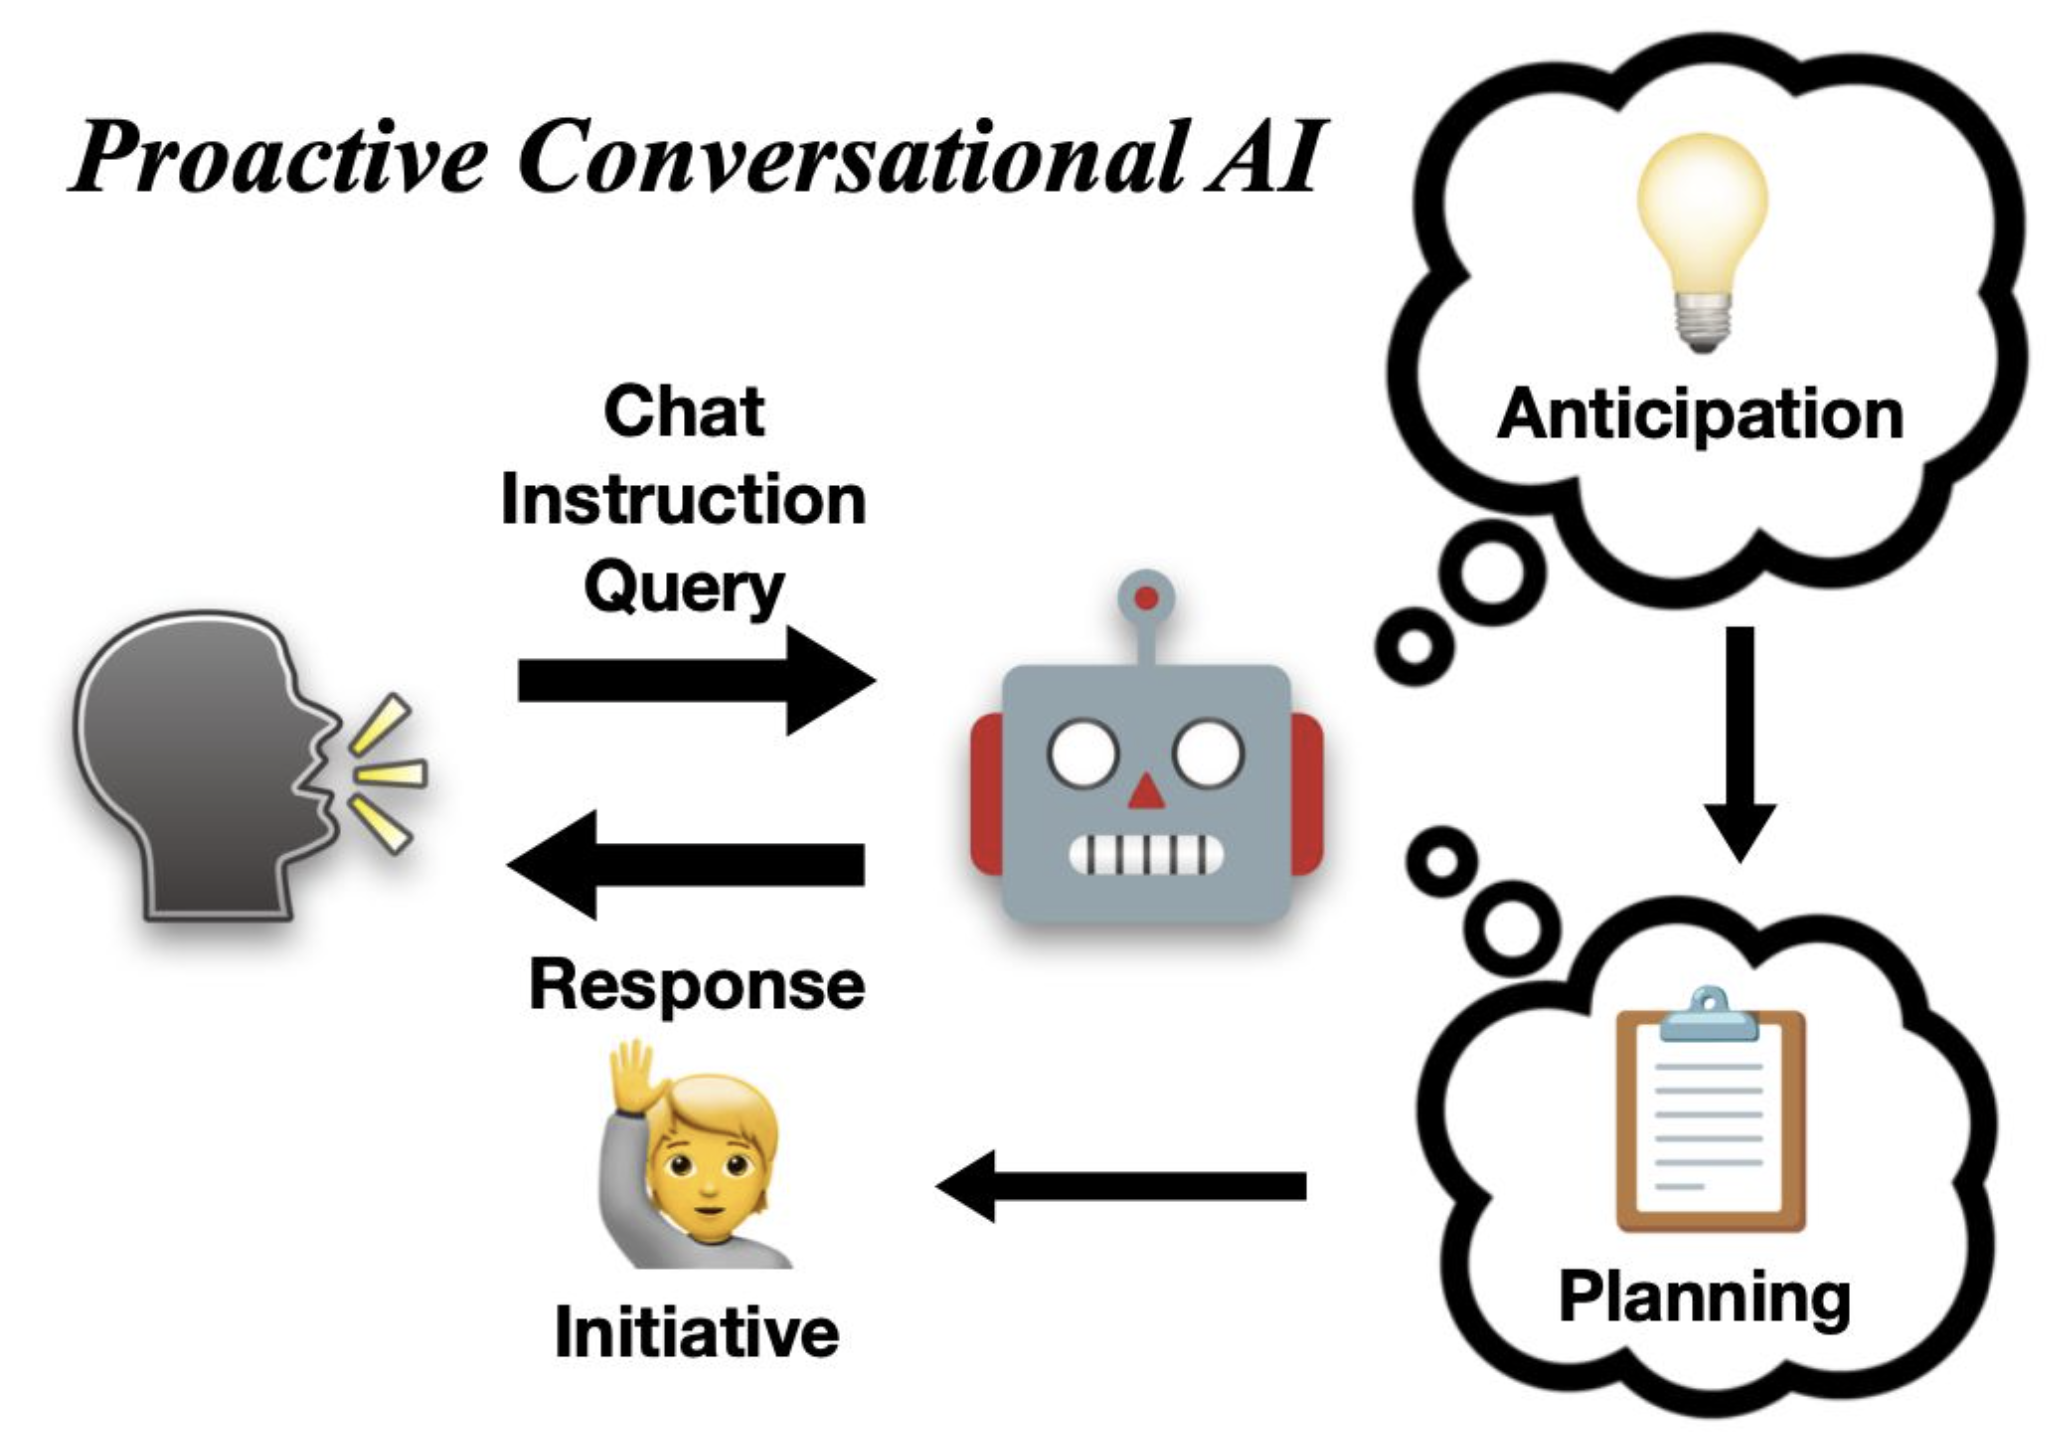 Proactive Conversational AI
Chat
Instruction
Query
Response
Initiative
Anticipation
Planning